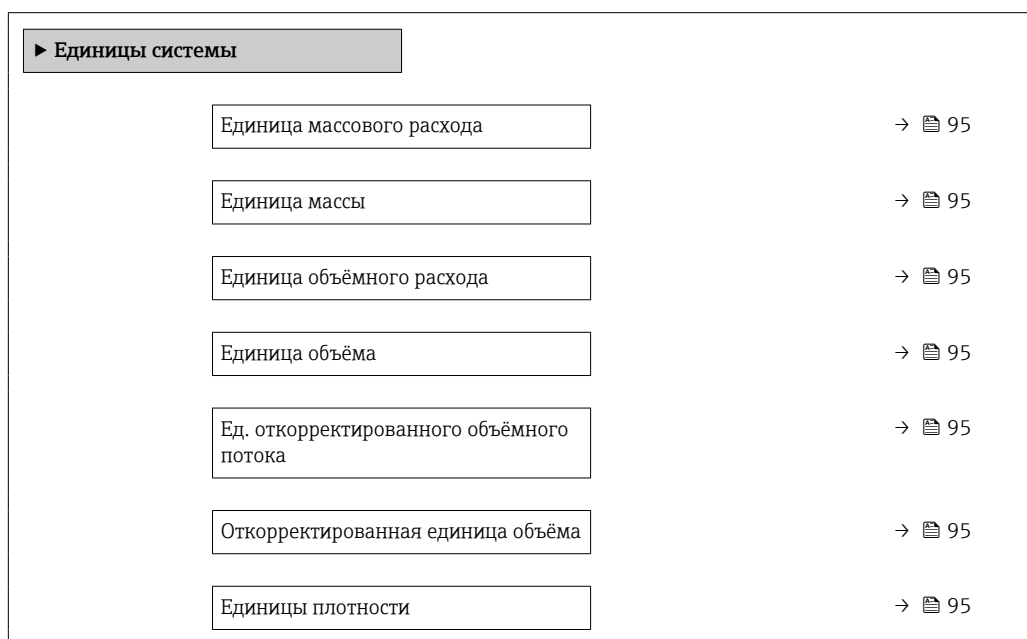 ▶ Единицы системы
Единица массового расхода → 95
Единица массы → 95
Единица объёмного расхода → 95
Единица объёма → 95
Ед. откорректированного объёмного → 95
потока
Откорректированная единица объёма → 95
Единицы плотности → 95